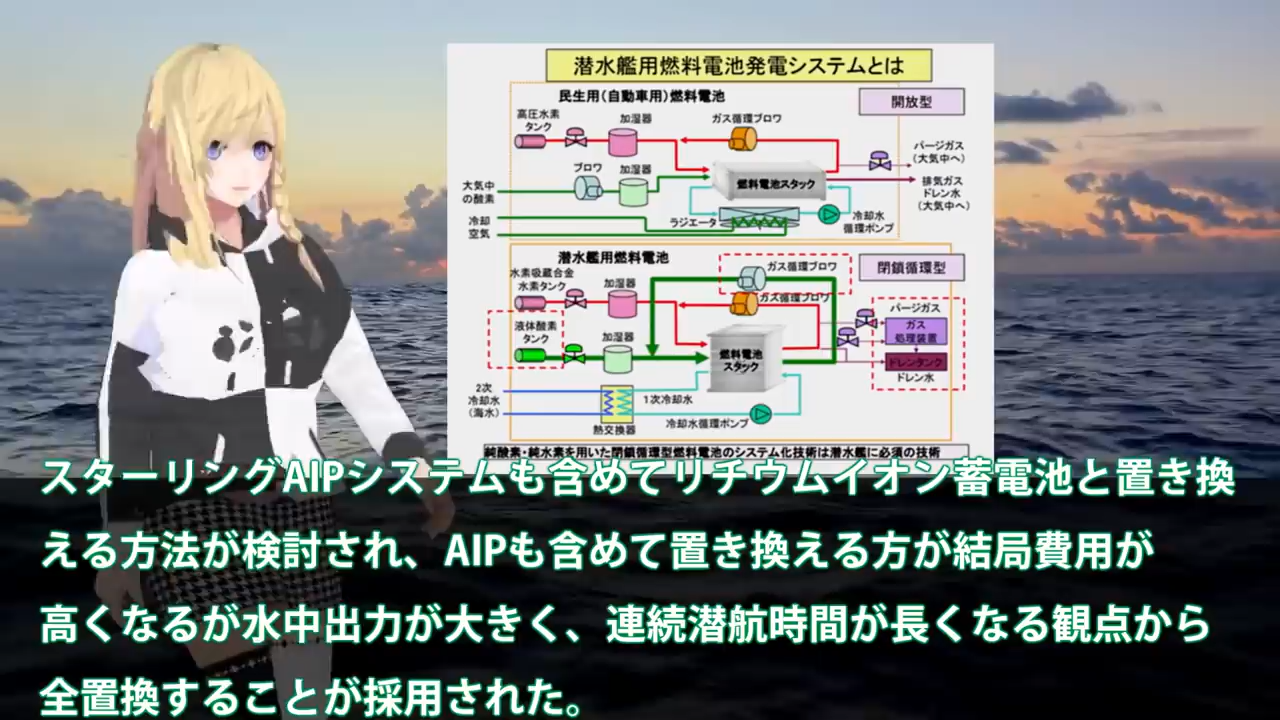 潜水艦用燃料電池発電システムとは
民生用(自動車用)燃料電池
開放型
高圧水素
タンク
加湿器
ガス循環ブロワ
パージガス
(大気中へ)
大気中
の酸素
ブロワ
加湿器
燃料電池スタック
排気ガス
ドレン水
(大気中へ)
冷却
空気
ラジエータ
冷却水
循環ポンプ
潜水艦用燃料電池
閉鎖循環型
水素吸蔵合金
水素タンク
加湿器
ガス循環ブロワ
ガス循環ブロワ
パージガス
ガス
処理装置
液体酸素
タンク
加湿器
燃料電池
スタック
ドレンタンク
ドレン水
2次
冷却水
(海水)
1次冷却水
熱交換器
冷却水循環ポンプ
純酸素・純水素を用いた閉鎖循環型燃料電池のシステム化技術は潜水艦に必須の技術
スターリングAIPシステムも含めてリチウムイオン蓄電池と置き換
える方法が検討され、AIPも含めて置き換える方が結局費用が
高くなるが水中出力が大きく、連続潜航時間が長くなる観点から
全置換することが採用された。